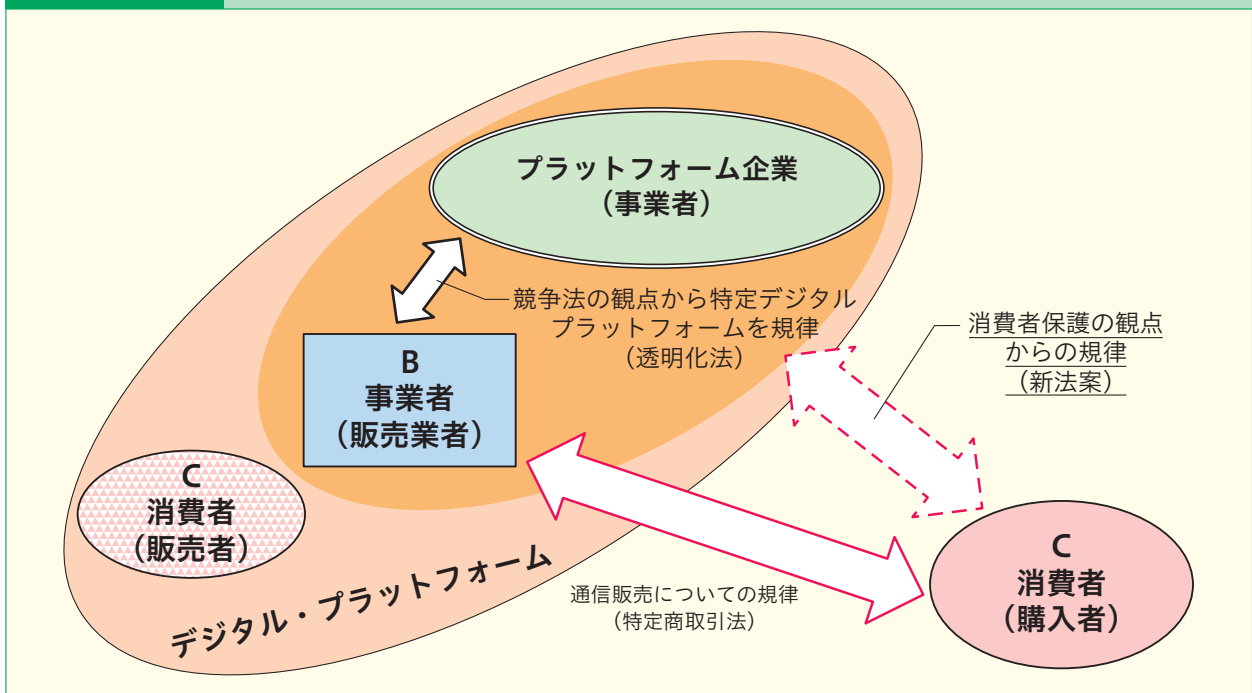 プラットフォーム企業
（事業者）
競争法の観点から特定デジタル
プラットフォームを規律
（透明化法）
消費者保護の観点
からの規律
（新法案）
B
事業者
（販売業者）
C
消費者
（販売者）
デジタル・プラットフォーム
通信販売についての規律
（特定商取引法）
C
消費者
（購入者）